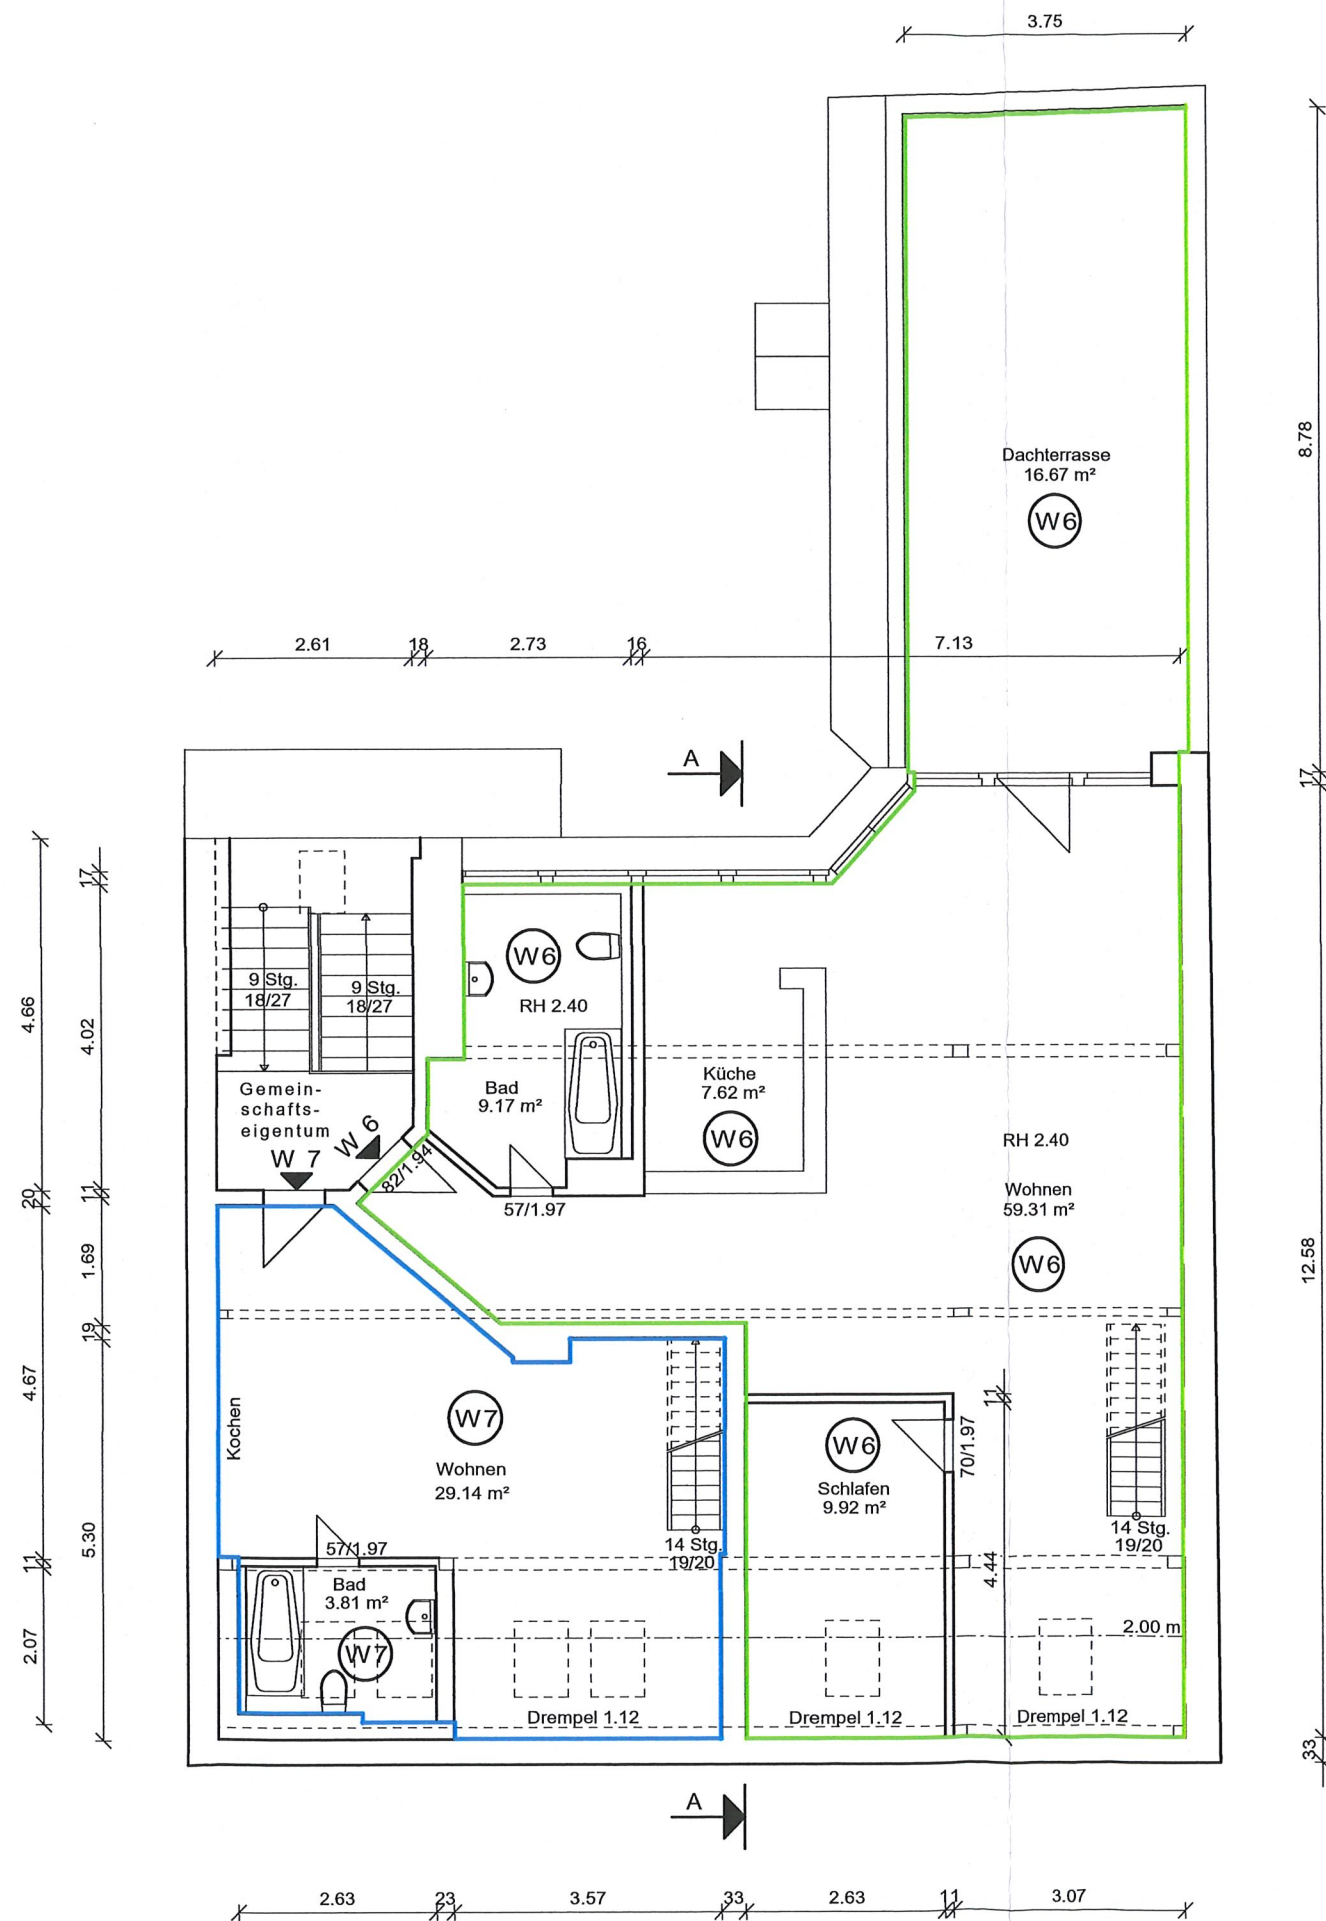 3.75
8.78
Dachterrasse
16.67 m²
W6
2.61
18
2.73
16
7.13
A
17
17
4.66
4.02
9 Stg.
18/27
9 Stg.
18/27
W6
RH 2.40
Bad
9.17 m²
Küche
7.62 m²
W6
Gemein-
schafts-
eigentum
W 6
W 7
82/1.94
57/1.97
RH 2.40
Wohnen
59.31 m²
W6
20
11
1.69
19
12.58
4.67
5.30
Kochen
W7
Wohnen
29.14 m²
W6
Schlafen
9.92 m²
70/1.97
11
4.44
14 Stg.
19/20
14 Stg.
19/20
11
57/1.97
Bad
3.81 m²
W7
2.07
2.00 m
Drempel 1.12
Drempel 1.12
Drempel 1.12
33
A
2.63
23
3.57
33
2.63
11
3.07